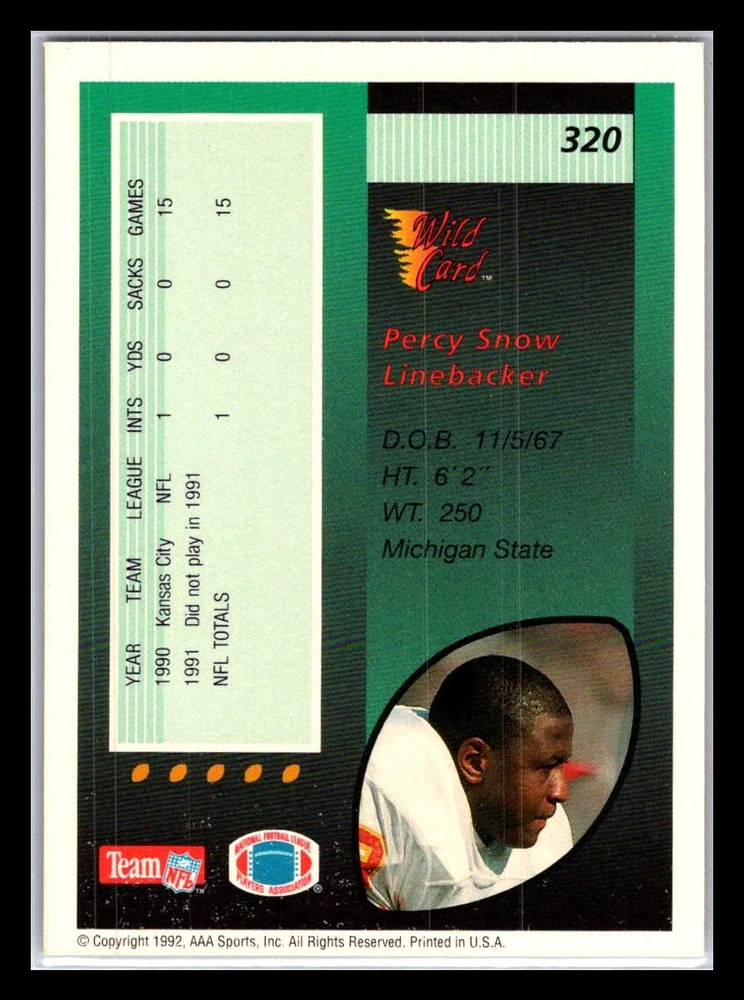 320
Wild
Card™
Percy Snow
Linebacker
D.O.B. 11/5/67
HT. 6´2´´
WT. 250
Michigan State
YEAR TEAM LEAGUE INTS YDS SACKS GAMES
1990 Kansas City NFL 1 0 0 15
1991 Did not play in 1991
NFL TOTALS 1 0 0 15
Team NFL™
NATIONAL FOOTBALL LEAGUE
PLAYERS ASSOCIATION®
© Copyright 1992, AAA Sports, Inc. All Rights Reserved. Printed in U.S.A.